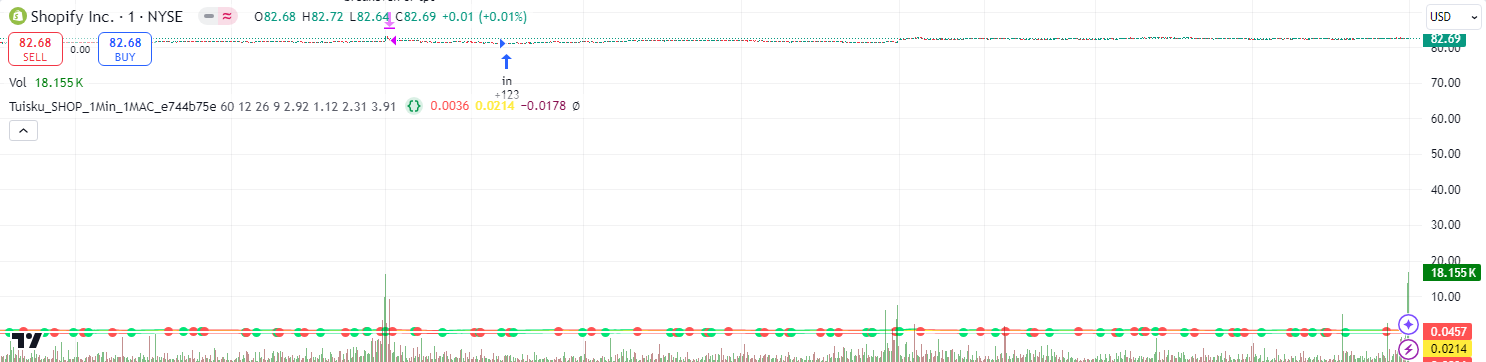 Shopify Inc. · 1 · NYSE O82.68 H82.72 L82.64 C82.69 +0.01 (+0.01%)
USD
82.68
SELL
0.00
82.68
BUY
82.69
80.00
Vol 18.155 K
70.00
in
+123
Tuisku_SHOP_1Min_1MAC_e744b75e 60 12 26 9 2.92 1.12 2.31 3.91 {} 0.0036 0.0214 −0.0178 Ø
60.00
50.00
40.00
30.00
20.00
18.155 K
10.00
0.0457
0.0214